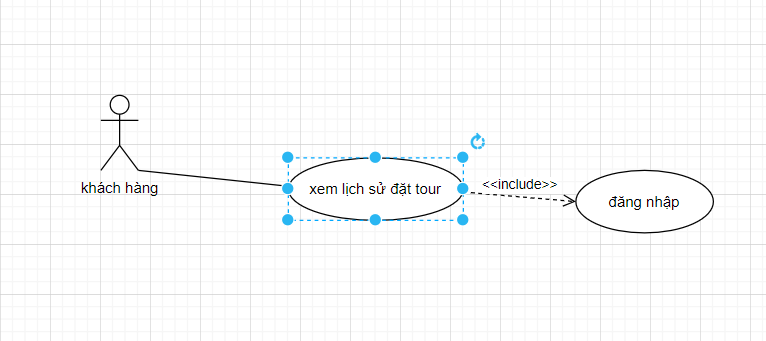 khách hàng
xem lịch sử đặt tour
<<include>>
đăng nhập